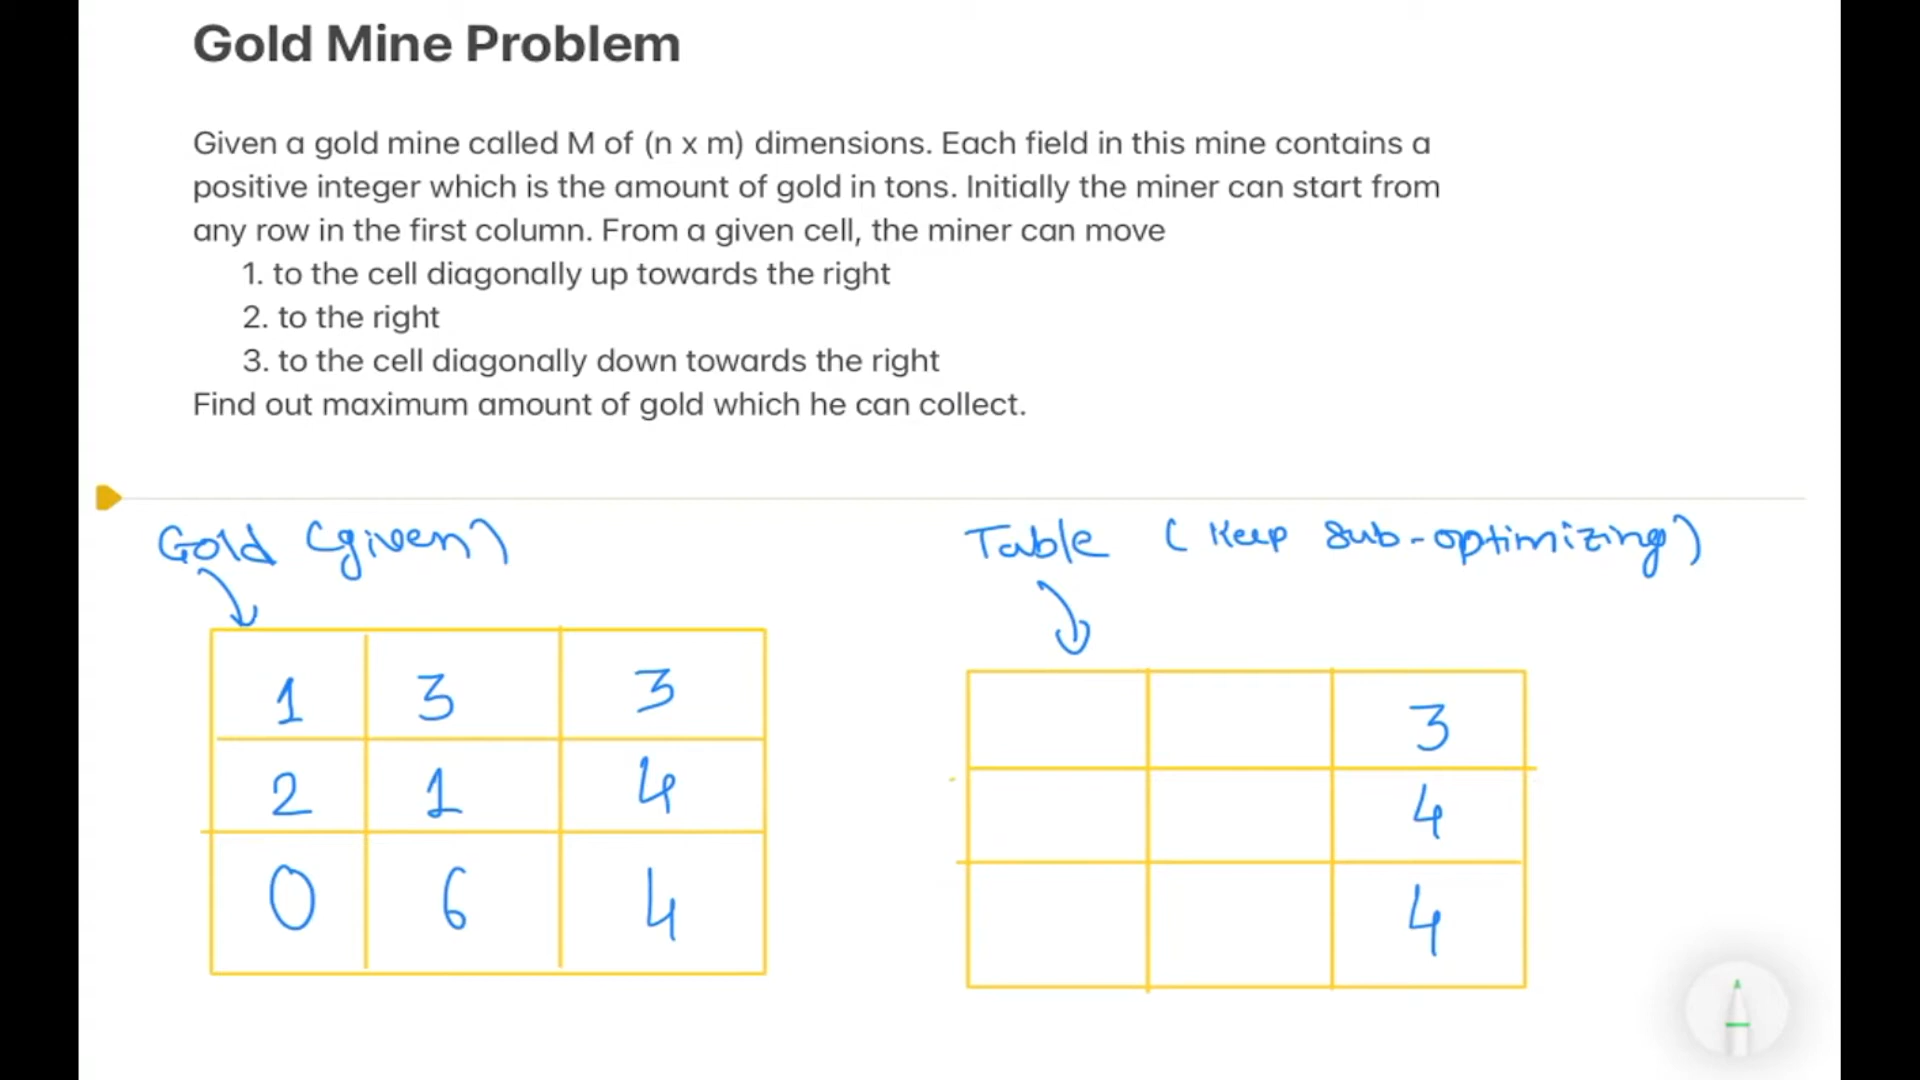 Gold Mine Problem
Given a gold mine called M of (n x m) dimensions. Each field in this mine contains a
positive integer which is the amount of gold in tons. Initially the miner can start from
any row in the first column. From a given cell, the miner can move
1. to the cell diagonally up towards the right
2. to the right
3. to the cell diagonally down towards the right
Find out maximum amount of gold which he can collect.
Gold (given)
Table (Keep sub-optimizing)
1 3 3
2 1 4
0 6 4
3
4
4